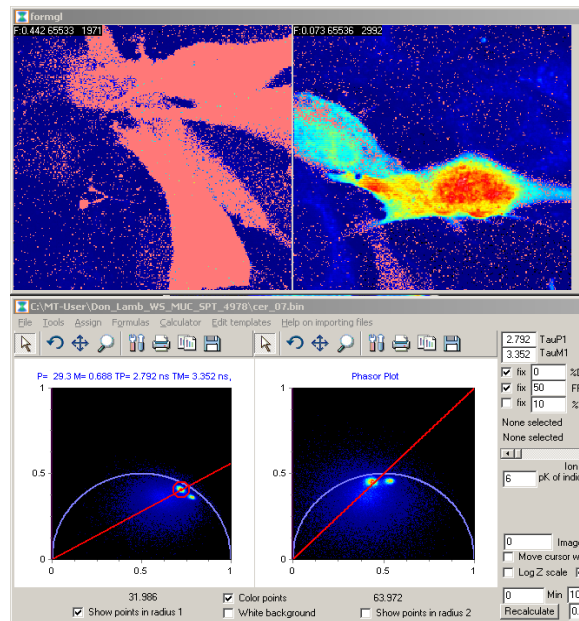 formgl
F:0.442 65533 1971
F:0.073 65536 2992
C:\MT-User\Don_Lamb_WS_MUC_SPT_4978\cer_07.bin
File Tools Assign Formulas Calculator Edit templates Help on importing files
P= 29.3 M= 0.688 TP= 2.792 ns TM= 3.352 ns,
Phasor Plot
1
0.5
0
0.5
1
1
0.5
0
0.5
1
2.792 TauP1
3.352 TauM1
fix 0
fix 50
fix 10 %
None selected
None selected
Ion
6 pK of indic
0 Image
Move cursor w
Log Z scale
0 Min 10
Recalculate 0.
31.986 Color points 63.972
Show points in radius 1 White background Show points in radius 2